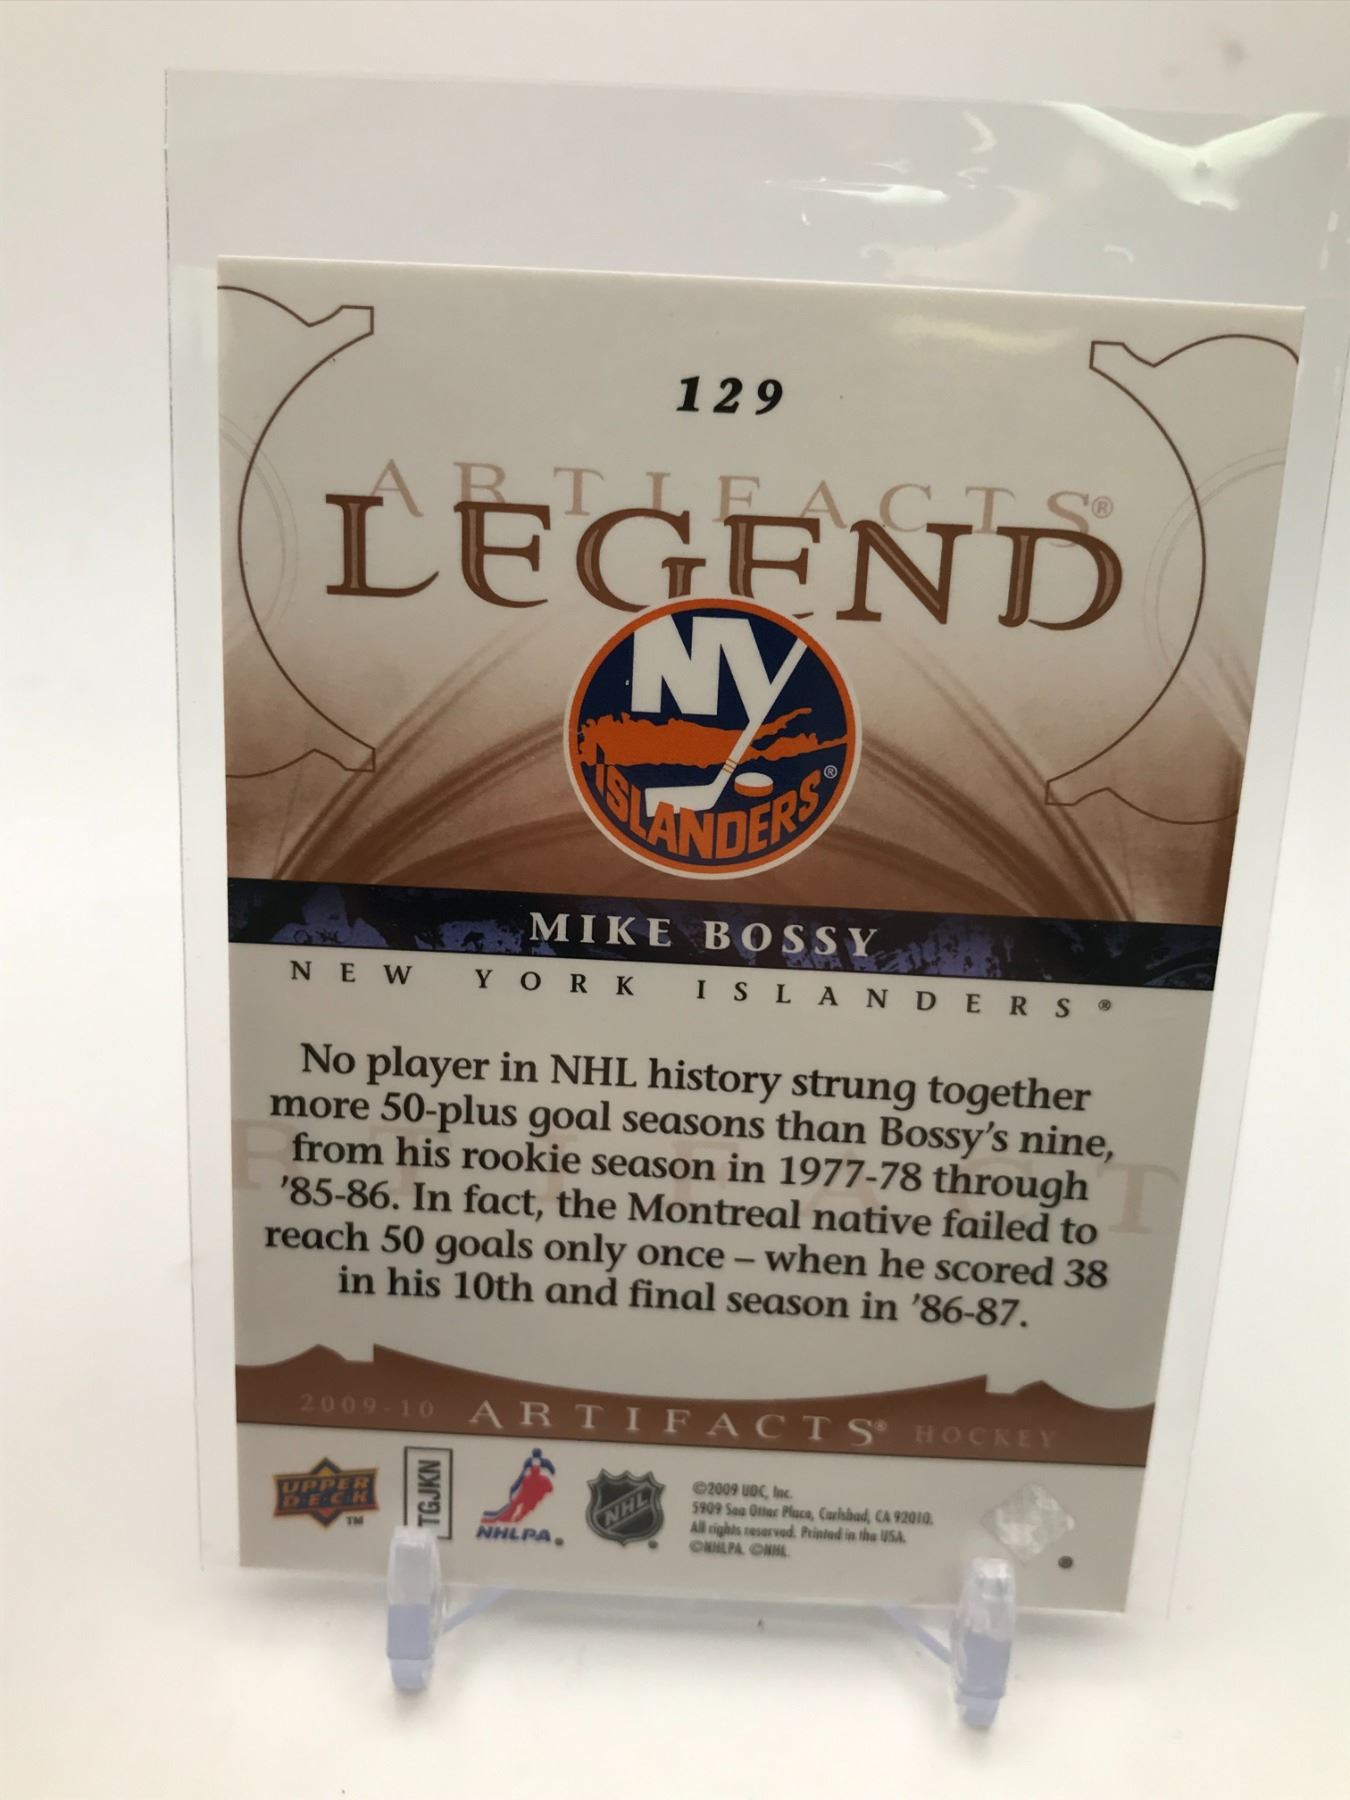 129
ARTIFACTS®
LEGEND
NY
ISLANDERS®
MIKE BOSSY
NEW YORK ISLANDERS®
No player in NHL history strung together
more 50-plus goal seasons than Bossy's nine,
from his rookie season in 1977-78 through
'85-86. In fact, the Montreal native failed to
reach 50 goals only once – when he scored 38
in his 10th and final season in '86-87.
2009-10 ARTIFACTS® HOCKEY
UPPER
DECK
TM
TGJKN
NHLPA®
NHL
©2009 UDC, Inc.
5909 Sea Otter Place, Carlsbad, CA 92010.
All rights reserved. Printed in the USA.
©NHLPA. ©NHL.